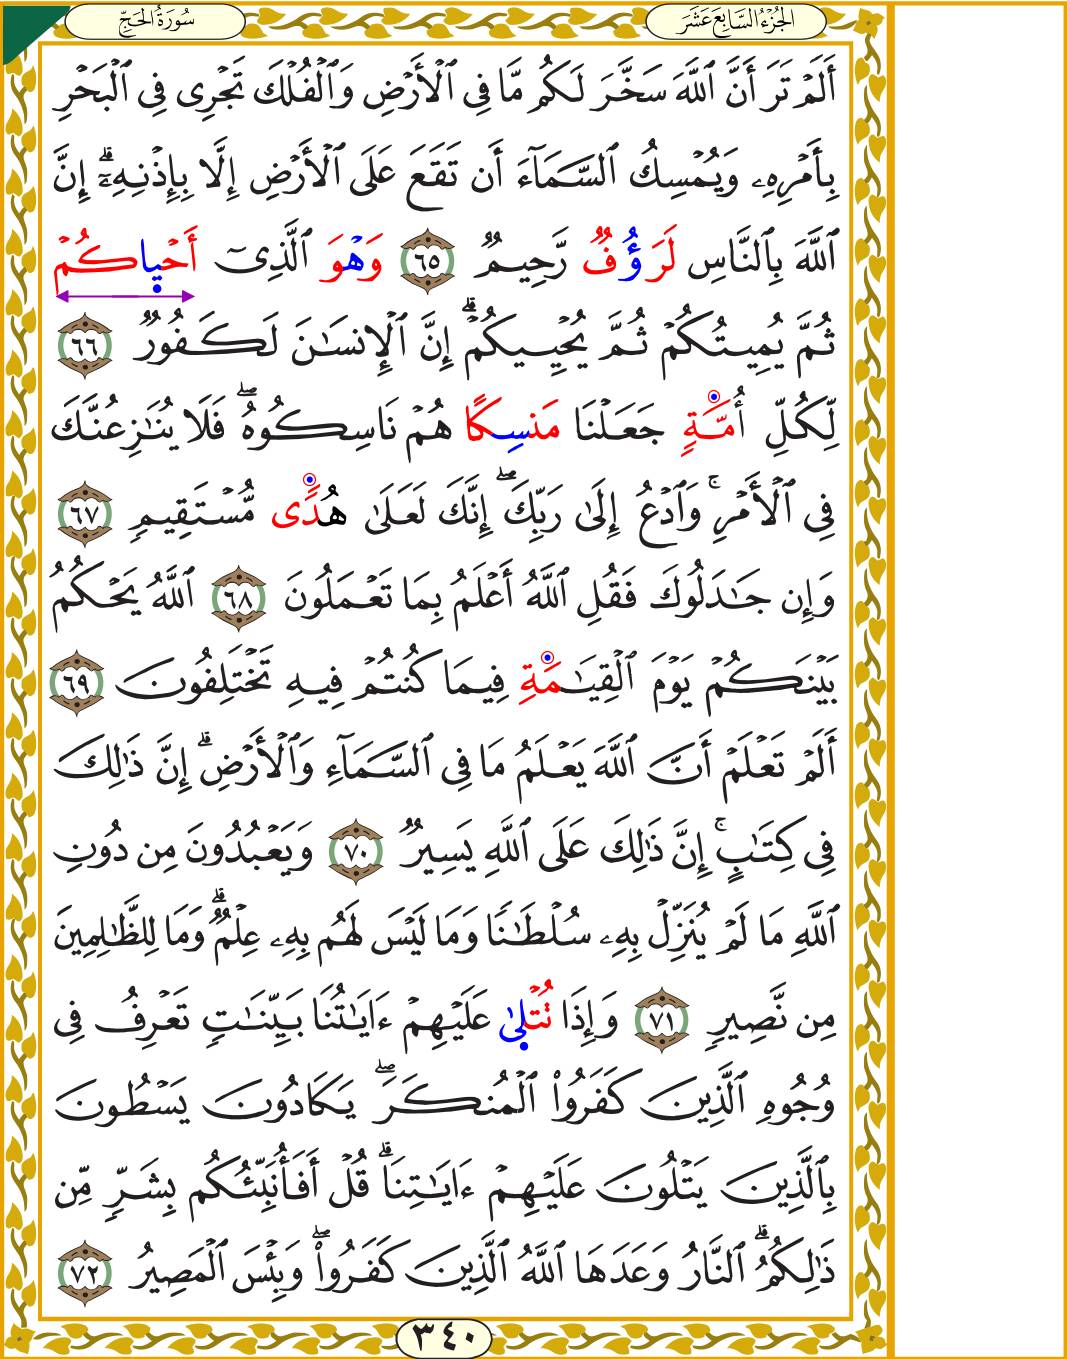 الجُزْءُ السَّابِعَ عَشَرَ
سُورَةُ الحَجِّ
أَلَمْ تَرَ أَنَّ ٱللَّهَ سَخَّرَ لَكُم مَّا فِى ٱلْأَرْضِ وَٱلْفُلْكَ تَجْرِى فِى ٱلْبَحْرِ
بِأَمْرِهِۦ وَيُمْسِكُ ٱلسَّمَآءَ أَن تَقَعَ عَلَى ٱلْأَرْضِ إِلَّا بِإِذْنِهِۦٓ ۗ إِنَّ
ٱللَّهَ بِٱلنَّاسِ لَرَؤُفٌ رَّحِيمٌ ٦٥ وَهْوَ ٱلَّذِىٓ أَحْيِاكُمْ
ثُمَّ يُمِيتُكُمْ ثُمَّ يُحْيِيكُمْ ۗ إِنَّ ٱلْإِنسَٰنَ لَكَفُورٌ ٦٦
لِّكُلِّ أُمَّةٍ جَعَلْنَا مَنسِكًا هُمْ نَاسِكُوهُ ۖ فَلَا يُنَٰزِعُنَّكَ
فِى ٱلْأَمْرِ ۚ وَٱدْعُ إِلَىٰ رَبِّكَ ۖ إِنَّكَ لَعَلَىٰ هُدًى مُّسْتَقِيمٍ ٦٧
وَإِن جَٰدَلُوكَ فَقُلِ ٱللَّهُ أَعْلَمُ بِمَا تَعْمَلُونَ ٦٨ ٱللَّهُ يَحْكُمُ
بَيْنَكُمْ يَوْمَ ٱلْقِيَٰمَةِ فِيمَا كُنتُمْ فِيهِ تَخْتَلِفُونَ ٦٩
أَلَمْ تَعْلَمْ أَنَّ ٱللَّهَ يَعْلَمُ مَا فِى ٱلسَّمَآءِ وَٱلْأَرْضِ ۗ إِنَّ ذَٰلِكَ
فِى كِتَٰبٍ ۚ إِنَّ ذَٰلِكَ عَلَى ٱللَّهِ يَسِيرٌ ٧٠ وَيَعْبُدُونَ مِن دُونِ
ٱللَّهِ مَا لَمْ يُنَزِّلْ بِهِۦ سُلْطَٰنًا وَمَا لَيْسَ لَهُم بِهِۦ عِلْمٌ ۗ وَمَا لِلظَّٰلِمِينَ
مِن نَّصِيرٍ ٧١ وَإِذَا تُتْلِىٰ عَلَيْهِمْ ءَايَٰتُنَا بَيِّنَٰتٍ تَعْرِفُ فِى
وُجُوهِ ٱلَّذِينَ كَفَرُوا۟ ٱلْمُنكَرَ ۖ يَكَادُونَ يَسْطُونَ
بِٱلَّذِينَ يَتْلُونَ عَلَيْهِمْ ءَايَٰتِنَا ۗ قُلْ أَفَأُنَبِّئُكُم بِشَرٍّ مِّن
ذَٰلِكُمُ ۗ ٱلنَّارُ وَعَدَهَا ٱللَّهُ ٱلَّذِينَ كَفَرُوا۟ ۖ وَبِئْسَ ٱلْمَصِيرُ ٧٢
٣٤٠